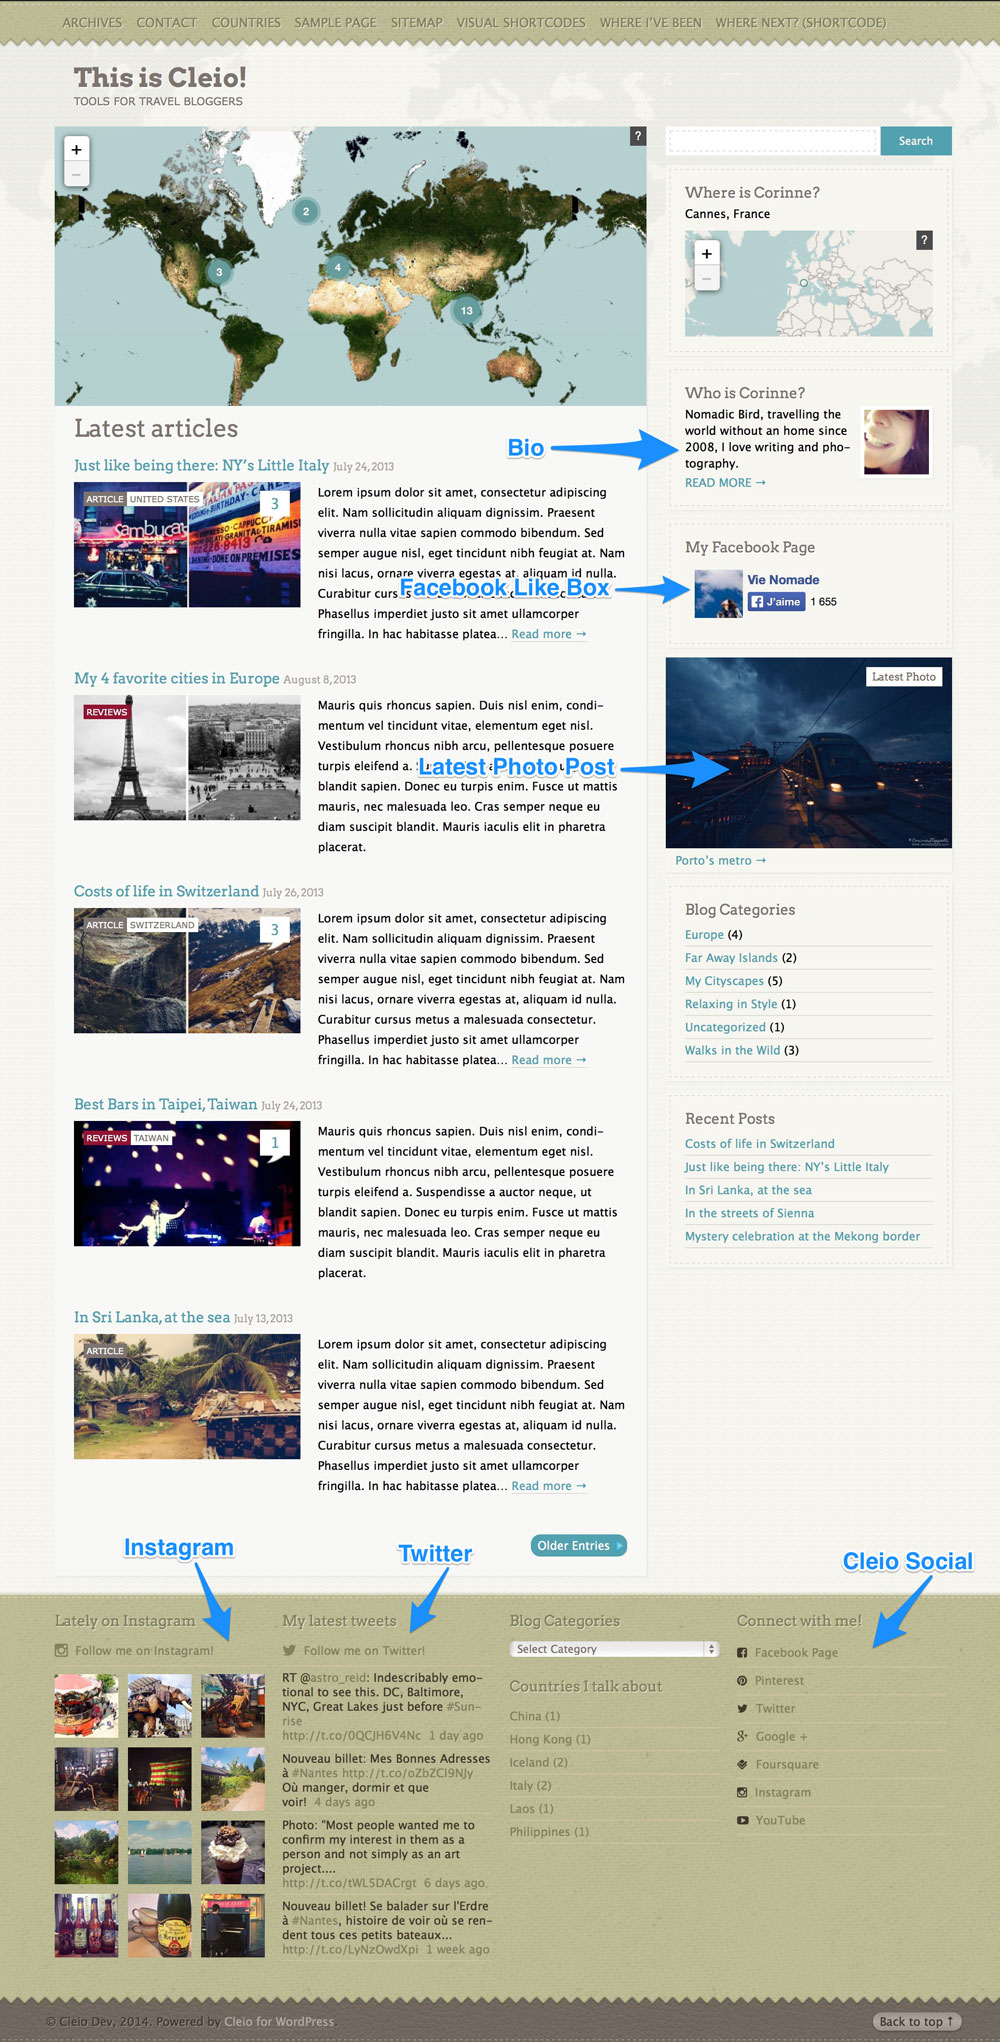 ARCHIVES CONTACT COUNTRIES SAMPLE PAGE SITEMAP VISUAL SHORTCODES WHERE I'VE BEEN WHERE NEXT? (SHORTCODE)
This is Cleio!
TOOLS FOR TRAVEL BLOGGERS
+
−
?
2
3
4
13
Search
Where is Corinne?
Cannes, France
+
−
?
Who is Corinne?
Nomadic Bird, travelling the
world without an home since
2008, I love writing and pho-
tography.
READ MORE →
Bio
My Facebook Page
Vie Nomade
J'aime 1 655
Facebook Like Box
Latest Photo
Latest Photo Post
Porto's metro →
Blog Categories
Europe (4)
Far Away Islands (2)
My Cityscapes (5)
Relaxing in Style (1)
Uncategorized (1)
Walks in the Wild (3)
Recent Posts
Costs of life in Switzerland
Just like being there: NY's Little Italy
In Sri Lanka, at the sea
In the streets of Sienna
Mystery celebration at the Mekong border
Latest articles
Just like being there: NY's Little Italy July 24, 2013
ARTICLE UNITED STATES
3
sambuca
Lorem ipsum dolor sit amet, consectetur adipiscing
elit. Nam sollicitudin aliquam dignissim. Praesent
viverra nulla vitae sapien commodo bibendum. Sed
semper augue nisl, eget tincidunt nibh feugiat at. Nam
nisi lacus, ornare viverra egestas at, aliquam id nulla.
Curabitur
Phasellus imperdiet justo sit amet ullamcorper
fringilla. In hac habitasse platea... Read more →
My 4 favorite cities in Europe August 8, 2013
REVIEWS
Mauris quis rhoncus sapien. Duis nisl enim, condi-
mentum vel tincidunt vitae, elementum eget nisl.
Vestibulum rhoncus nibh arcu, pellentesque posuere
turpis eleifend a.
blandit sapien. Donec eu turpis enim. Fusce ut mattis
mauris, nec malesuada leo. Cras semper neque eu
diam suscipit blandit. Mauris iaculis elit in pharetra
placerat.
Costs of life in Switzerland July 26, 2013
ARTICLE SWITZERLAND
3
Lorem ipsum dolor sit amet, consectetur adipiscing
elit. Nam sollicitudin aliquam dignissim. Praesent
viverra nulla vitae sapien commodo bibendum. Sed
semper augue nisl, eget tincidunt nibh feugiat at. Nam
nisi lacus, ornare viverra egestas at, aliquam id nulla.
Curabitur cursus metus a malesuada consectetur.
Phasellus imperdiet justo sit amet ullamcorper
fringilla. In hac habitasse platea... Read more →
Best Bars in Taipei, Taiwan July 24, 2013
REVIEWS TAIWAN
1
Mauris quis rhoncus sapien. Duis nisl enim, condi-
mentum vel tincidunt vitae, elementum eget nisl.
Vestibulum rhoncus nibh arcu, pellentesque posuere
turpis eleifend a. Suspendisse a auctor neque, ut
blandit sapien. Donec eu turpis enim. Fusce ut mattis
mauris, nec malesuada leo. Cras semper neque eu
diam suscipit blandit. Mauris iaculis elit in pharetra
placerat.
In Sri Lanka, at the sea July 13, 2013
ARTICLE
Lorem ipsum dolor sit amet, consectetur adipiscing
elit. Nam sollicitudin aliquam dignissim. Praesent
viverra nulla vitae sapien commodo bibendum. Sed
semper augue nisl, eget tincidunt nibh feugiat at. Nam
nisi lacus, ornare viverra egestas at, aliquam id nulla.
Curabitur cursus metus a malesuada consectetur.
Phasellus imperdiet justo sit amet ullamcorper
fringilla. In hac habitasse platea... Read more →
Older Entries
Instagram
Twitter
Cleio Social
Lately on Instagram
Follow me on Instagram!
My latest tweets
Follow me on Twitter!
RT @astro_reid: Indescribably emo-
tional to see this. DC, Baltimore,
NYC, Great Lakes just before #Sun-
rise
http://t.co/0QCJH6V4Nc 1 day ago
Nouveau billet: Mes Bonnes Adresses
à #Nantes http://t.co/oZbZCI9NJy
Où manger, dormir et que
voir! 4 days ago
Photo: "Most people wanted me to
confirm my interest in them as a
person and not simply as an art
project....
http://t.co/tWL5DACrgt 6 days ago
Nouveau billet! Se balader sur l'Erdre
à #Nantes, histoire de voir où se ren-
dent tous ces petits bateaux...
http://t.co/LyNzOwdXpi 1 week ago
Blog Categories
Select Category
Countries I talk about
China (1)
Hong Kong (1)
Iceland (2)
Italy (2)
Laos (1)
Philippines (1)
Connect with me!
Facebook Page
Pinterest
Twitter
Google +
Foursquare
Instagram
YouTube
© Cleio Dev, 2014. Powered by Cleio for WordPress.
Back to top ↑